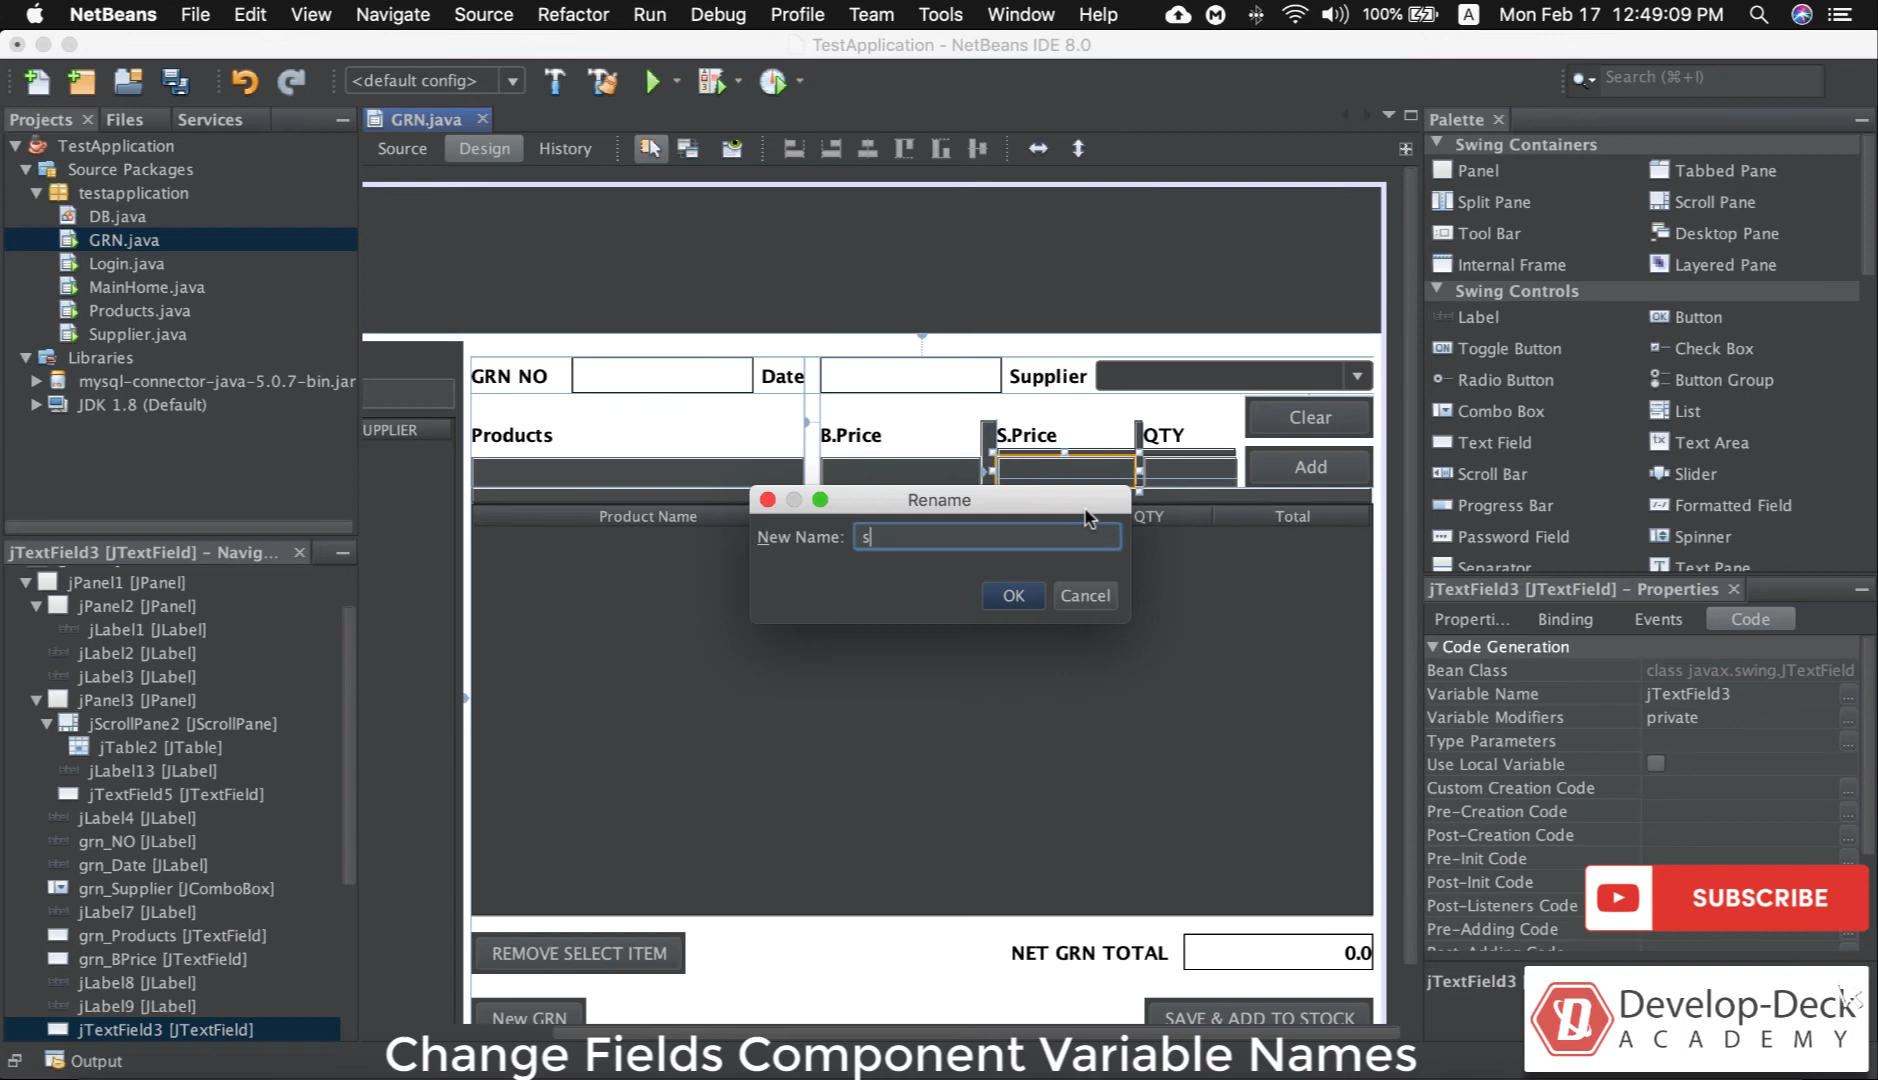 NetBeans File Edit View Navigate Source Refactor Run Debug Profile Team Tools Window Help 100% A Mon Feb 17 12:49:09 PM
TestApplication - NetBeans IDE 8.0
<default config>
Search (⌘+I)
Projects Files Services
TestApplication
Source Packages
testapplication
DB.java
GRN.java
Login.java
MainHome.java
Products.java
Supplier.java
Libraries
mysql-connector-java-5.0.7-bin.jar
JDK 1.8 (Default)
jTextField3 [JTextField] - Navig...
jPanel1 [JPanel]
jPanel2 [JPanel]
jLabel1 [JLabel]
jLabel2 [JLabel]
jLabel3 [JLabel]
jPanel3 [JPanel]
jScrollPane2 [JScrollPane]
jTable2 [JTable]
jLabel13 [JLabel]
jTextField5 [JTextField]
jLabel4 [JLabel]
grn_NO [JLabel]
grn_Date [JLabel]
grn_Supplier [JComboBox]
jLabel7 [JLabel]
grn_Products [JTextField]
grn_BPrice [JTextField]
jLabel8 [JLabel]
jLabel9 [JLabel]
jTextField3 [JTextField]
Output
GRN.java
Source Design History
GRN NO Date Supplier
Clear
UPPLIER
Products B.Price S.Price QTY
Add
Product Name QTY Total
Rename
New Name: s
OK Cancel
REMOVE SELECT ITEM NET GRN TOTAL 0.0
New GRN SAVE & ADD TO STOCK
Palette
Swing Containers
Panel Tabbed Pane
Split Pane Scroll Pane
Tool Bar Desktop Pane
Internal Frame Layered Pane
Swing Controls
Label Button
Toggle Button Check Box
Radio Button Button Group
Combo Box List
Text Field Text Area
Scroll Bar Slider
Progress Bar Formatted Field
Password Field Spinner
Separator Text Pane
jTextField3 [JTextField] - Properties
Properti... Binding Events Code
Code Generation
Bean Class class javax.swing.JTextField
Variable Name jTextField3
Variable Modifiers private
Type Parameters
Use Local Variable
Custom Creation Code
Pre-Creation Code
Post-Creation Code
Pre-Init Code
Post-Init Code
Post-Listeners Code
Pre-Adding Code
SUBSCRIBE
jTextField3
Develop-Deck
ACADEMY
Change Fields Component Variable Names